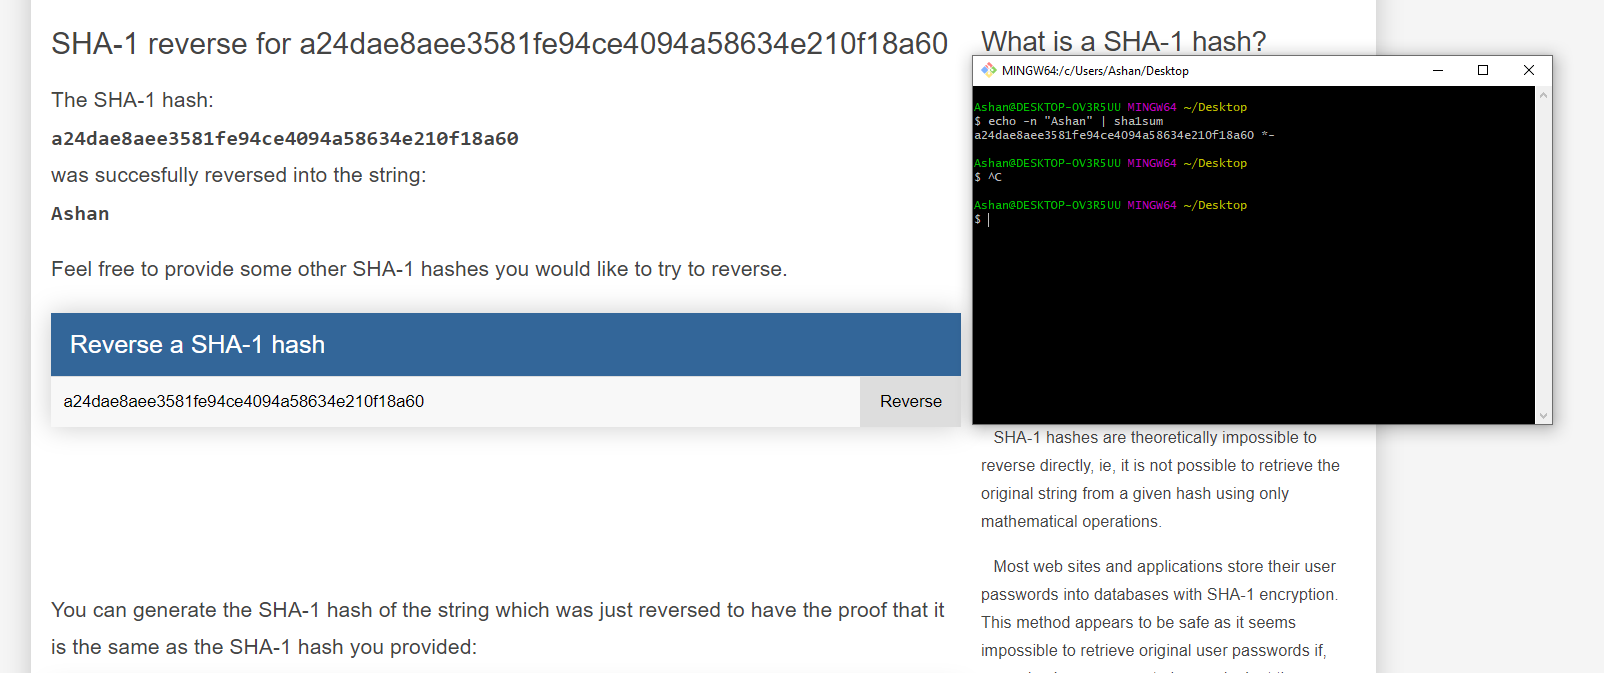 SHA-1 reverse for a24dae8aee3581fe94ce4094a58634e210f18a60
The SHA-1 hash:
a24dae8aee3581fe94ce4094a58634e210f18a60
was succesfully reversed into the string:
Ashan
Feel free to provide some other SHA-1 hashes you would like to try to reverse.
Reverse a SHA-1 hash
a24dae8aee3581fe94ce4094a58634e210f18a60 Reverse
You can generate the SHA-1 hash of the string which was just reversed to have the proof that it
is the same as the SHA-1 hash you provided:
What is a SHA-1 hash?
MINGW64:/c/Users/Ashan/Desktop
Ashan@DESKTOP-OV3R5UU MINGW64 ~/Desktop
$ echo -n "Ashan" | sha1sum
a24dae8aee3581fe94ce4094a58634e210f18a60 *-
Ashan@DESKTOP-OV3R5UU MINGW64 ~/Desktop
$ ^C
Ashan@DESKTOP-OV3R5UU MINGW64 ~/Desktop
$
SHA-1 hashes are theoretically impossible to
reverse directly, ie, it is not possible to retrieve the
original string from a given hash using only
mathematical operations.
Most web sites and applications store their user
passwords into databases with SHA-1 encryption.
This method appears to be safe as it seems
impossible to retrieve original user passwords if,